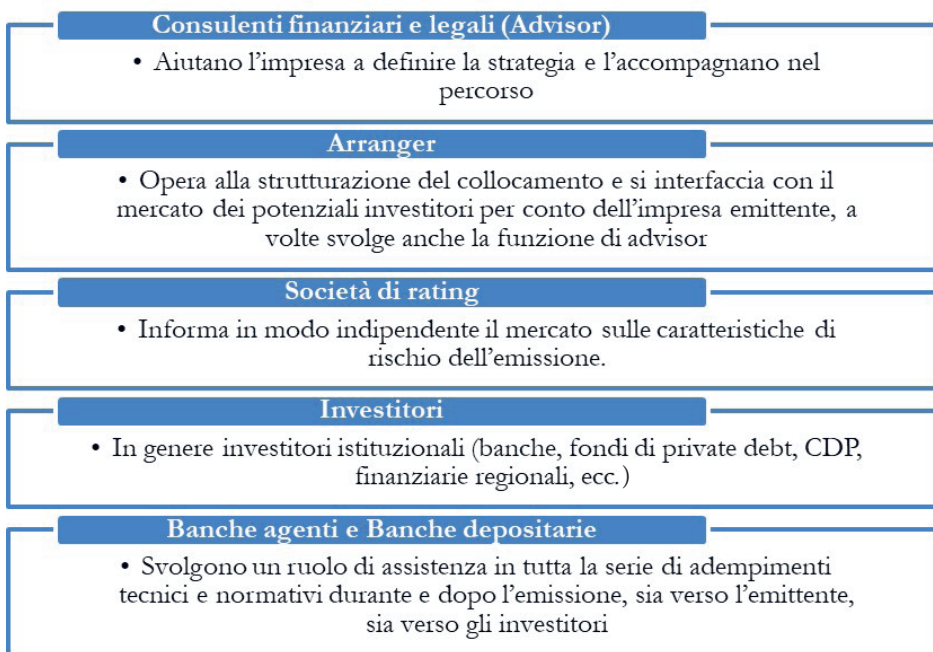 Consulenti finanziari e legali (Advisor)
• Aiutano l'impresa a definire la strategia e l'accompagnano nel
percorso
Arranger
• Opera alla strutturazione del collocamento e si interfaccia con il
mercato dei potenziali investitori per conto dell'impresa emittente, a
volte svolge anche la funzione di advisor
Società di rating
• Informa in modo indipendente il mercato sulle caratteristiche di
rischio dell'emissione.
Investitori
• In genere investitori istituzionali (banche, fondi di private debt, CDP,
finanziarie regionali, ecc.)
Banche agenti e Banche depositarie
• Svolgono un ruolo di assistenza in tutta la serie di adempimenti
tecnici e normativi durante e dopo l'emissione, sia verso l'emittente,
sia verso gli investitori